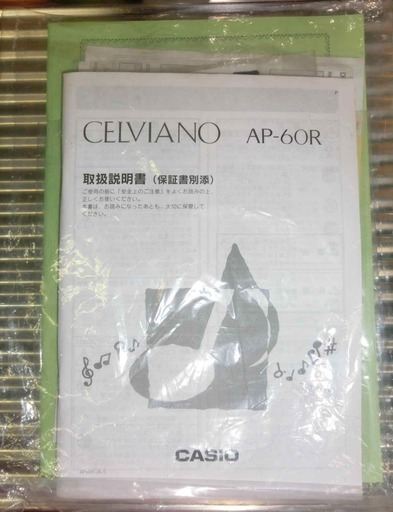 CELVIANO AP-60R
取扱説明書（保証書別添）
ご使用の前に「安全上のご注意」をよくお読みの上、
正しくお使いください。
本書は、お読みになったあとも、大切に保管して
ください。
CASIO